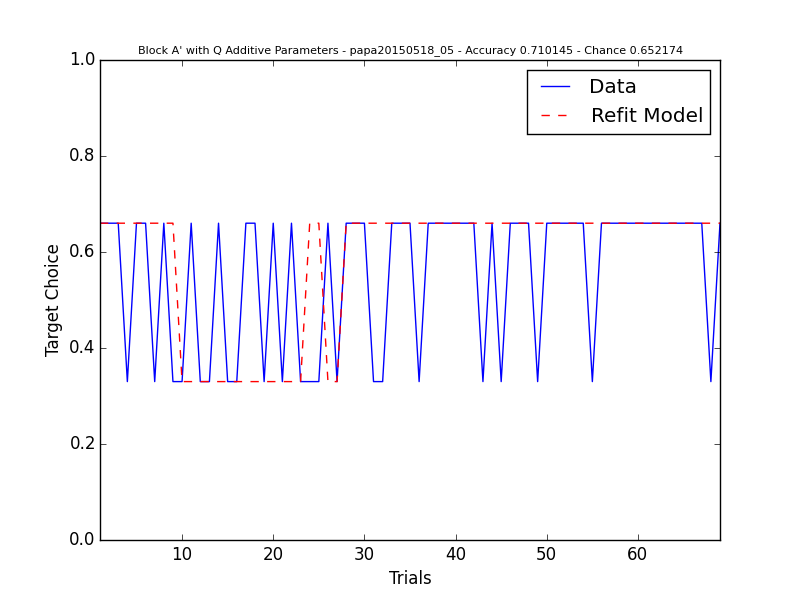 Block A' with Q Additive Parameters - papa20150518_05 - Accuracy 0.710145 - Chance 0.652174
1.0
0.8
0.6
0.4
0.2
0.0
Target Choice
Data
Refit Model
10 20 30 40 50 60
Trials